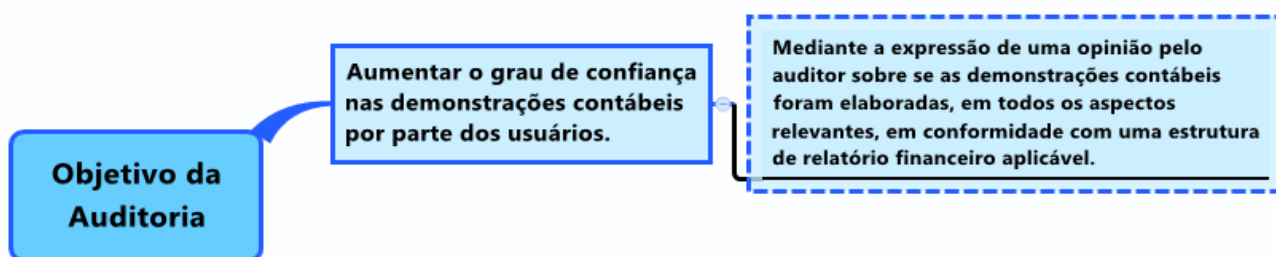 Objetivo da
Auditoria
Aumentar o grau de confiança
nas demonstrações contábeis
por parte dos usuários.
Mediante a expressão de uma opinião pelo
auditor sobre se as demonstrações contábeis
foram elaboradas, em todos os aspectos
relevantes, em conformidade com uma estrutura
de relatório financeiro aplicável.